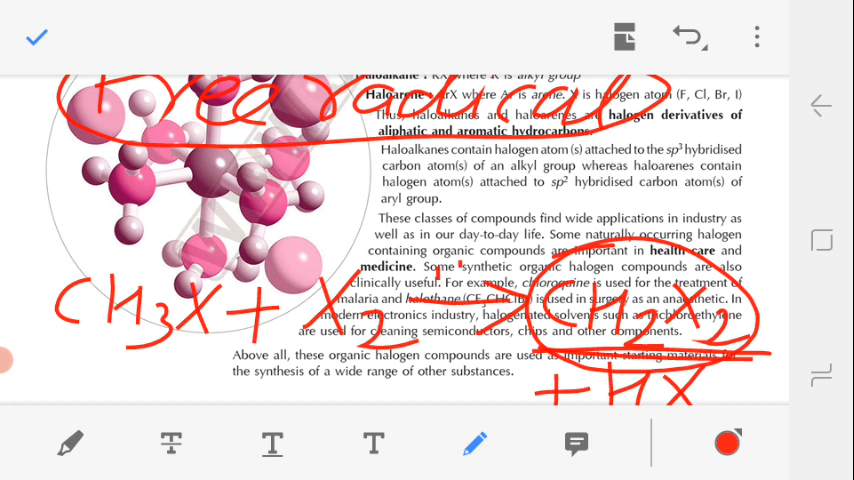 Haloalkane : RX where R is alkyl group
Free radical
Haloarene : ArX where Ar is arene. X is halogen atom (F, Cl, Br, I)
Thus, haloalkanes and haloarenes are halogen derivatives of
aliphatic and aromatic hydrocarbons.
Haloalkanes contain halogen atom (s) attached to the sp³ hybridised
carbon atom(s) of an alkyl group whereas haloarenes contain
halogen atom(s) attached to sp² hybridised carbon atom(s) of
aryl group.
These classes of compounds find wide applications in industry as
well as in our day-to-day life. Some naturally occurring halogen
containing organic compounds are important in health care and
medicine. Some synthetic organic halogen compounds are also
clinically useful. For example, chloroquine is used for the treatment of
malaria and halothane (CF₃CHClBr) is used in surgery as an anaesthetic. In
modern electronics industry, halogenated solvents such as trichloroethylene
are used for cleaning semiconductors, chips and other components.
CH₃X + X₂ → CH₂X₂
+ HX
Above all, these organic halogen compounds are used as important starting materials for
the synthesis of a wide range of other substances.
T T T